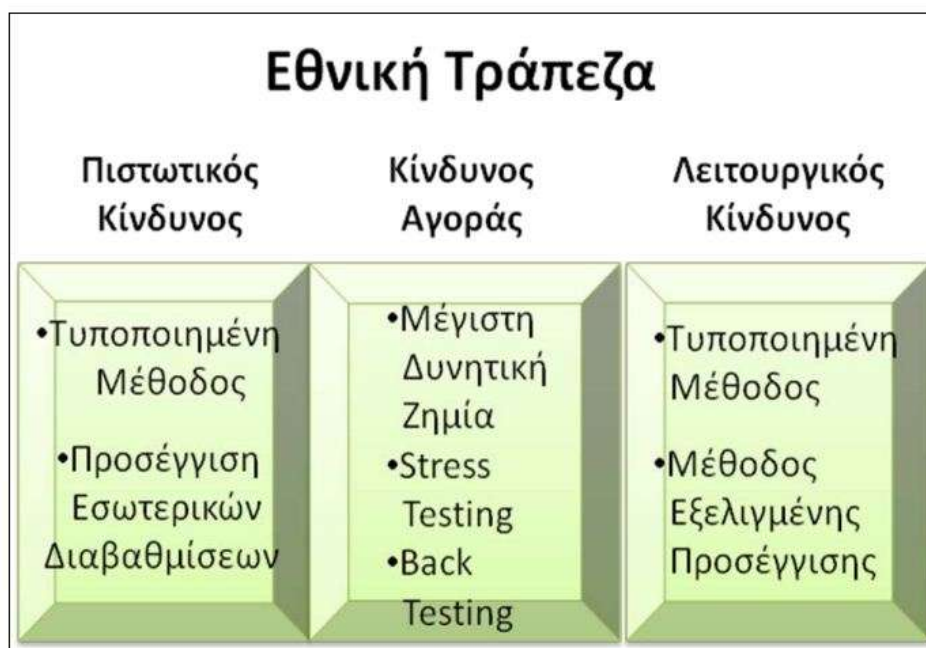 Εθνική Τράπεζα
Πιστωτικός
Κίνδυνος
•Τυποποιημένη
Μέθοδος
•Προσέγγιση
Εσωτερικών
Διαβαθμίσεων
Κίνδυνος
Αγοράς
•Μέγιστη
Δυνητική
Ζημία
•Stress
Testing
•Back
Testing
Λειτουργικός
Κίνδυνος
•Τυποποιημένη
Μέθοδος
•Μέθοδος
Εξελιγμένης
Προσέγγισης